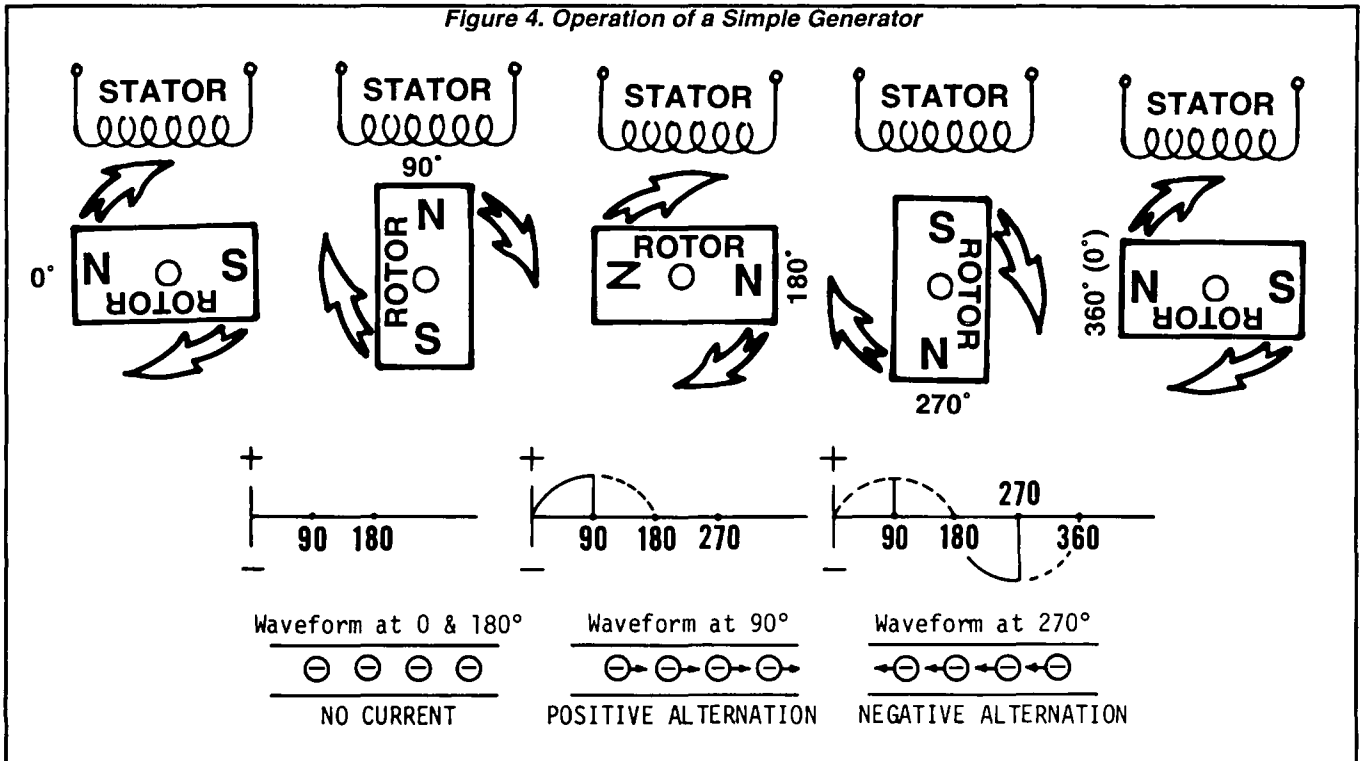 Figure 4. Operation of a Simple Generator
STATOR
STATOR
STATOR
STATOR
STATOR
0°
N S
ROTOR
90°
N
ROTOR
S
ROTOR
Z N
180°
S
ROTOR
N
270°
360° (0°)
N S
ROTOR
+
90 180
−
+
90 180 270
−
+
270
90 180 360
−
Waveform at 0 & 180°
− − − −
NO CURRENT
Waveform at 90°
− − − −
POSITIVE ALTERNATION
Waveform at 270°
− − − −
NEGATIVE ALTERNATION